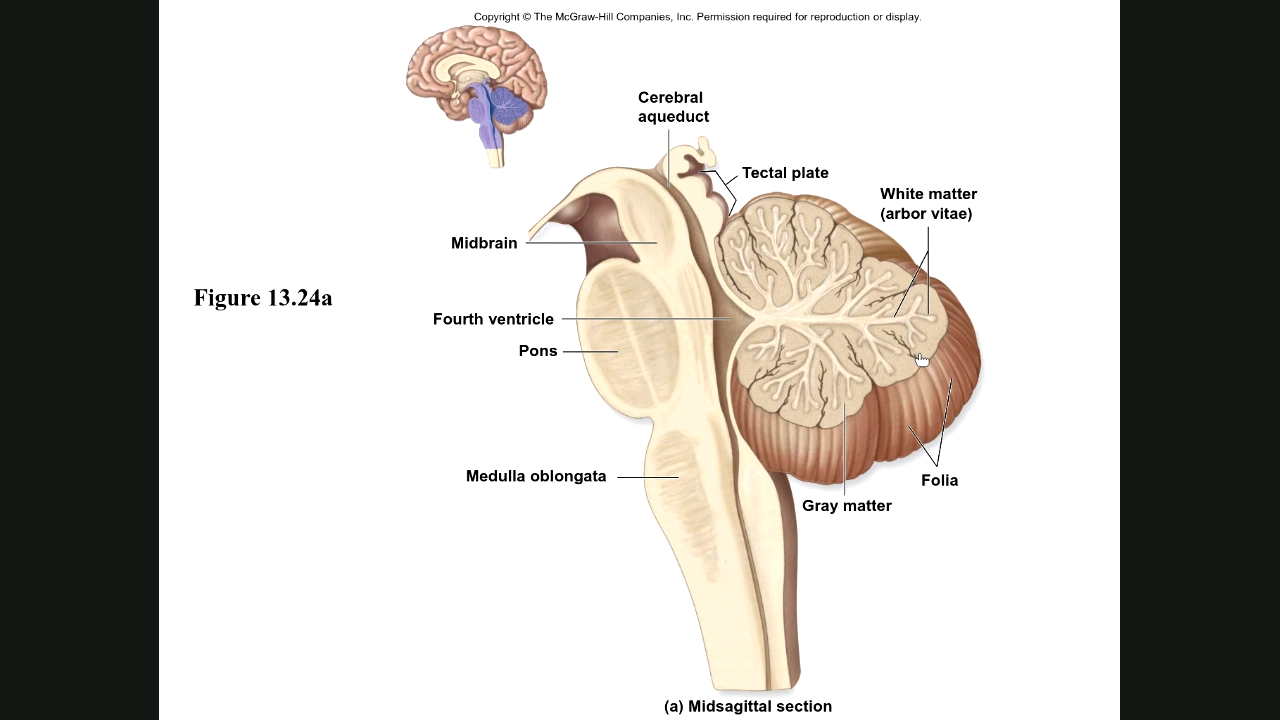 Copyright © The McGraw-Hill Companies, Inc. Permission required for reproduction or display.
Cerebral
aqueduct
Tectal plate
White matter
(arbor vitae)
Midbrain
Figure 13.24a
Fourth ventricle
Pons
Medulla oblongata
Folia
Gray matter
(a) Midsagittal section